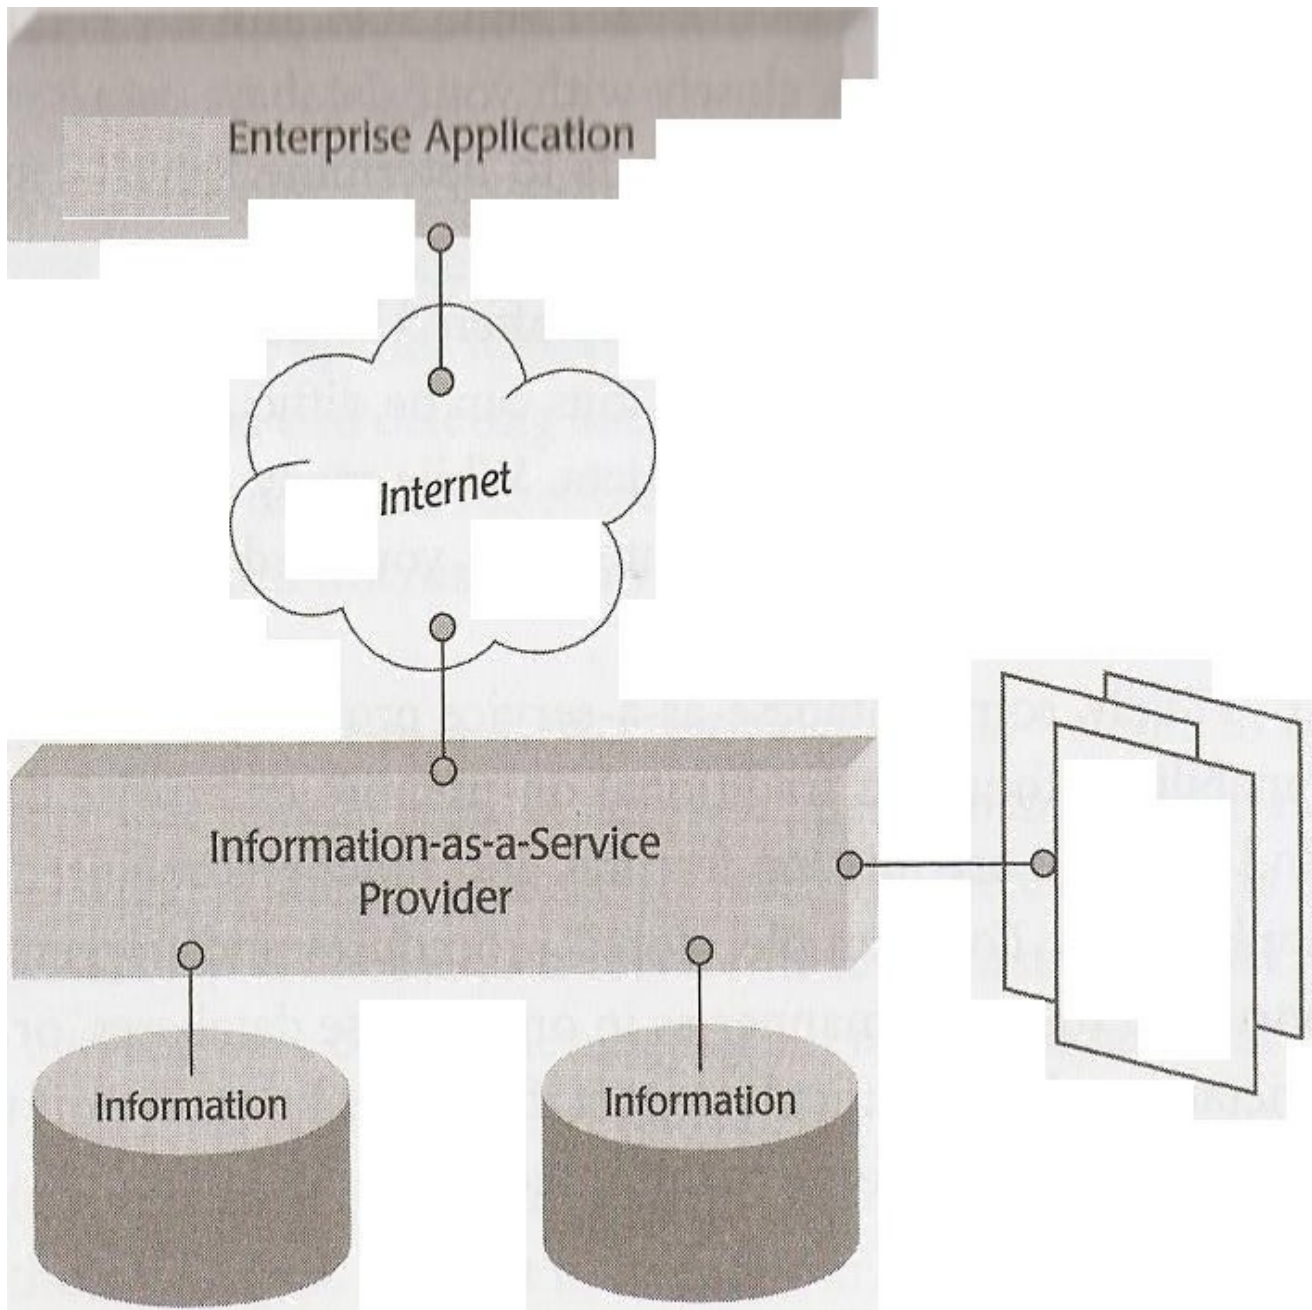 Enterprise Application
Internet
Information-as-a-Service
Provider
Information
Information